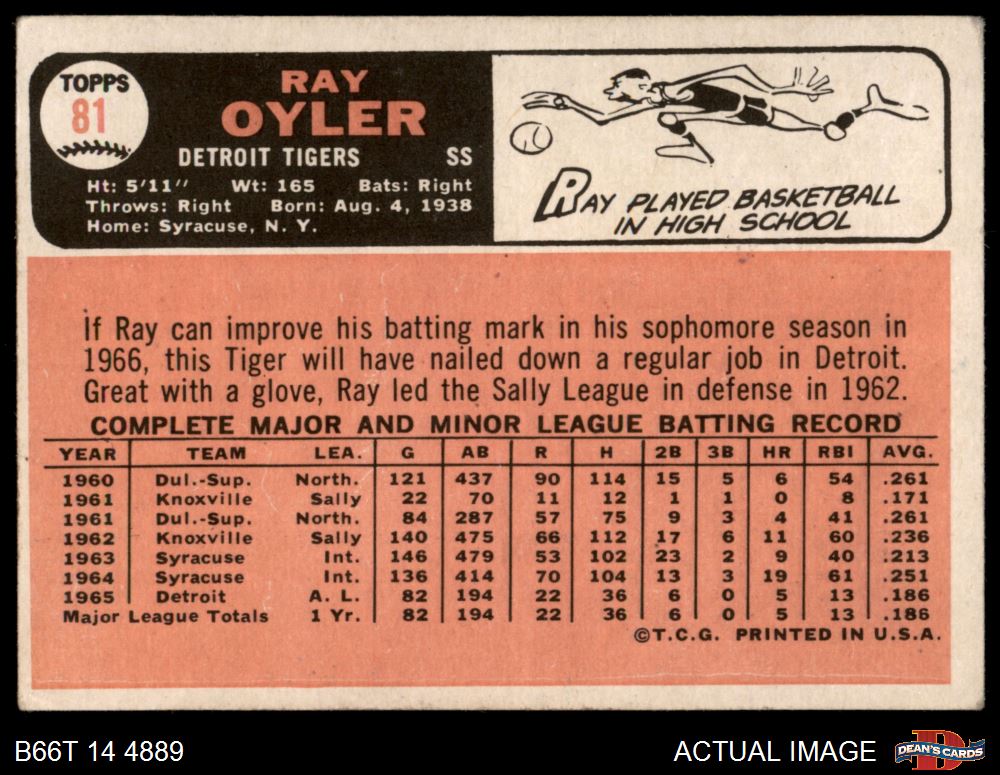 TOPPS
81
RAY
OYLER
DETROIT TIGERS SS
Ht: 5'11" Wt: 165 Bats: Right
Throws: Right Born: Aug. 4, 1938
Home: Syracuse, N. Y.
RAY PLAYED BASKETBALL
IN HIGH SCHOOL
If Ray can improve his batting mark in his sophomore season in
1966, this Tiger will have nailed down a regular job in Detroit.
Great with a glove, Ray led the Sally League in defense in 1962.
COMPLETE MAJOR AND MINOR LEAGUE BATTING RECORD
YEAR TEAM LEA. G AB R H 2B 3B HR RBI AVG.
1960 Dul.-Sup. North. 121 437 90 114 15 5 6 54 .261
1961 Knoxville Sally 22 70 11 12 1 1 0 8 .171
1961 Dul.-Sup. North. 84 287 57 75 9 3 4 41 .261
1962 Knoxville Sally 140 475 66 112 17 6 11 60 .236
1963 Syracuse Int. 146 479 53 102 23 2 9 40 .213
1964 Syracuse Int. 136 414 70 104 13 3 19 61 .251
1965 Detroit A. L. 82 194 22 36 6 0 5 13 .186
Major League Totals 1 Yr. 82 194 22 36 6 0 5 13 .186
©T.C.G. PRINTED IN U.S.A.
B66T 14 4889
ACTUAL IMAGE
D
DEAN'S CARDS